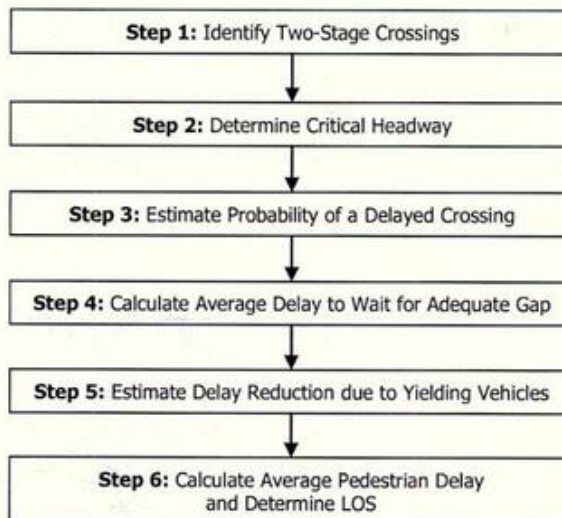 Step 1: Identify Two-Stage Crossings
Step 2: Determine Critical Headway
Step 3: Estimate Probability of a Delayed Crossing
Step 4: Calculate Average Delay to Wait for Adequate Gap
Step 5: Estimate Delay Reduction due to Yielding Vehicles
Step 6: Calculate Average Pedestrian Delay
and Determine LOS